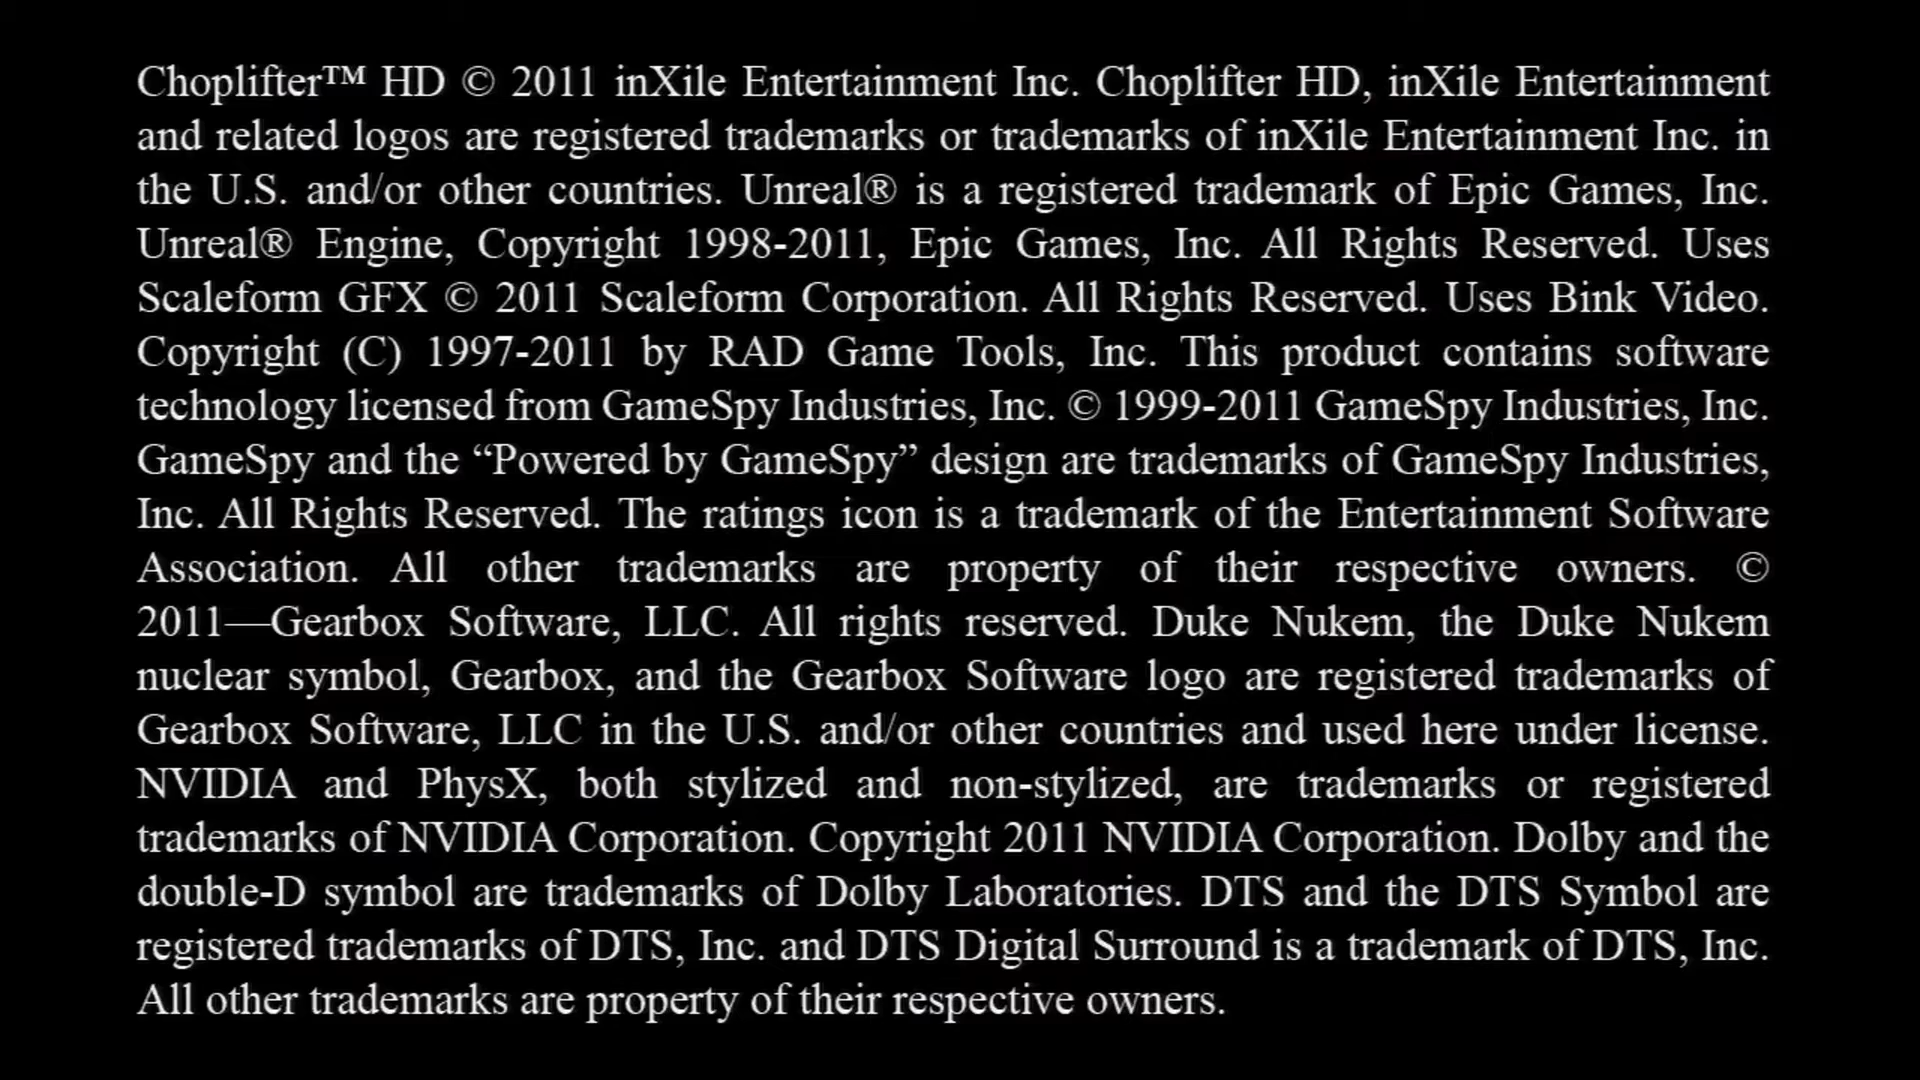 Choplifter™ HD © 2011 inXile Entertainment Inc. Choplifter HD, inXile Entertainment
and related logos are registered trademarks or trademarks of inXile Entertainment Inc. in
the U.S. and/or other countries. Unreal® is a registered trademark of Epic Games, Inc.
Unreal® Engine, Copyright 1998-2011, Epic Games, Inc. All Rights Reserved. Uses
Scaleform GFX © 2011 Scaleform Corporation. All Rights Reserved. Uses Bink Video.
Copyright (C) 1997-2011 by RAD Game Tools, Inc. This product contains software
technology licensed from GameSpy Industries, Inc. © 1999-2011 GameSpy Industries, Inc.
GameSpy and the “Powered by GameSpy” design are trademarks of GameSpy Industries,
Inc. All Rights Reserved. The ratings icon is a trademark of the Entertainment Software
Association. All other trademarks are property of their respective owners. ©
2011—Gearbox Software, LLC. All rights reserved. Duke Nukem, the Duke Nukem
nuclear symbol, Gearbox, and the Gearbox Software logo are registered trademarks of
Gearbox Software, LLC in the U.S. and/or other countries and used here under license.
NVIDIA and PhysX, both stylized and non-stylized, are trademarks or registered
trademarks of NVIDIA Corporation. Copyright 2011 NVIDIA Corporation. Dolby and the
double-D symbol are trademarks of Dolby Laboratories. DTS and the DTS Symbol are
registered trademarks of DTS, Inc. and DTS Digital Surround is a trademark of DTS, Inc.
All other trademarks are property of their respective owners.